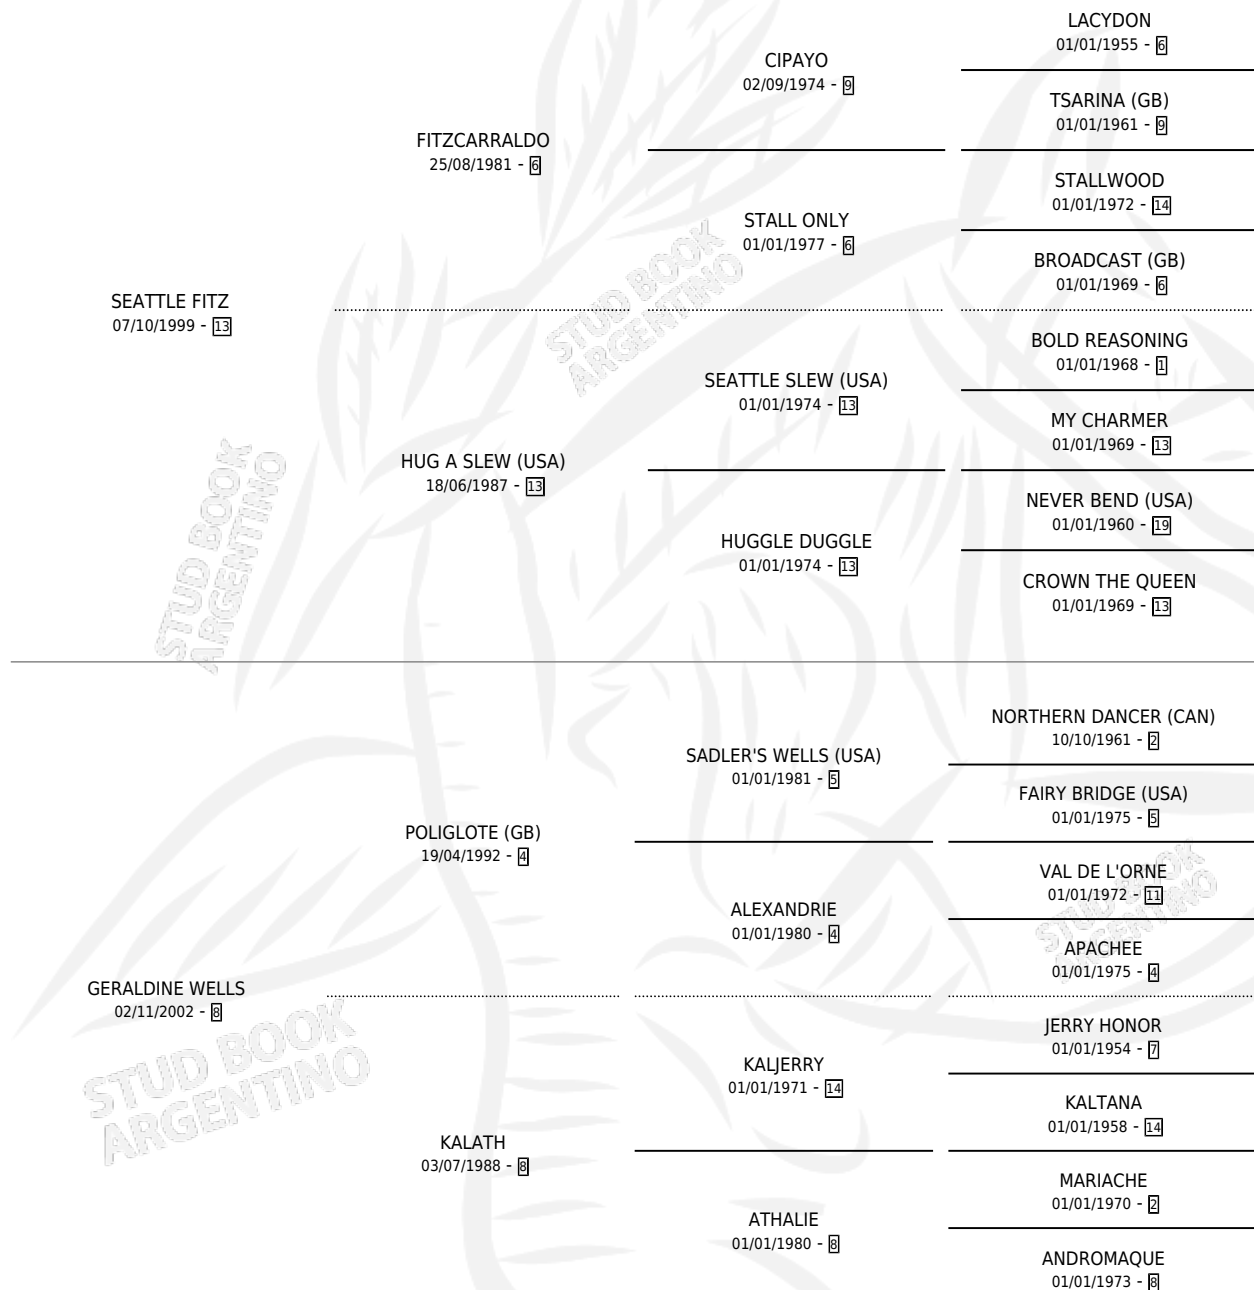 LACYDON
01/01/1955 - 6
CIPAYO
02/09/1974 - 9
TSARINA (GB)
01/01/1961 - 9
FITZCARRALDO
25/08/1981 - 6
STALLWOOD
01/01/1972 - 14
STALL ONLY
01/01/1977 - 6
BROADCAST (GB)
01/01/1969 - 6
SEATTLE FITZ
07/10/1999 - 13
STUD BOOK
ARGENTINO
BOLD REASONING
01/01/1968 - 1
SEATTLE SLEW (USA)
01/01/1974 - 13
MY CHARMER
01/01/1969 - 13
HUG A SLEW (USA)
18/06/1987 - 13
NEVER BEND (USA)
01/01/1960 - 19
HUGGLE DUGGLE
01/01/1974 - 13
CROWN THE QUEEN
01/01/1969 - 13
STUD BOOK
ARGENTINO
NORTHERN DANCER (CAN)
10/10/1961 - 2
SADLER'S WELLS (USA)
01/01/1981 - 5
FAIRY BRIDGE (USA)
01/01/1975 - 5
POLIGLOTE (GB)
19/04/1992 - 4
VAL DE L'ORNE
01/01/1972 - 11
ALEXANDRIE
01/01/1980 - 4
STUD BOOK
ARGENTINO
APACHEE
01/01/1975 - 4
GERALDINE WELLS
02/11/2002 - 8
STUD BOOK
ARGENTINO
JERRY HONOR
01/01/1954 - 7
KALJERRY
01/01/1971 - 14
KALTANA
01/01/1958 - 14
KALATH
03/07/1988 - 8
MARIACHE
01/01/1970 - 2
ATHALIE
01/01/1980 - 8
ANDROMAQUE
01/01/1973 - 8